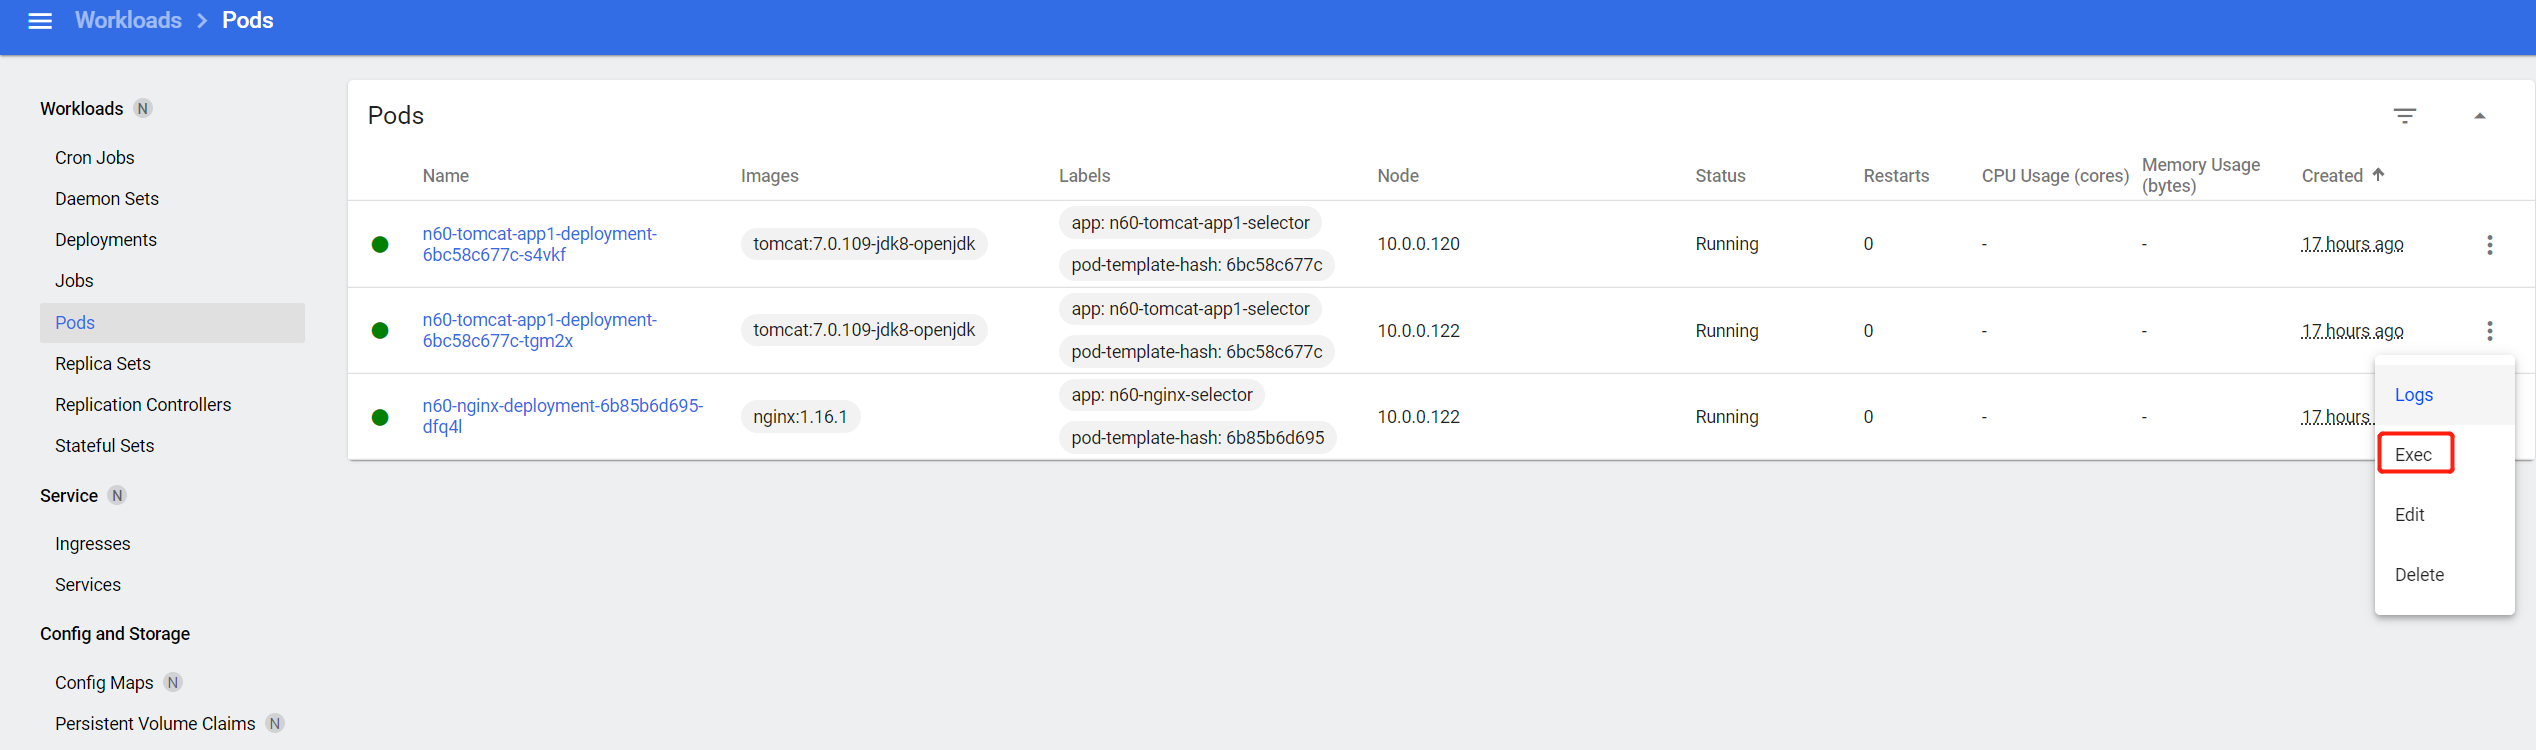 Workloads > Pods
Workloads N
Cron Jobs
Daemon Sets
Deployments
Jobs
Pods
Replica Sets
Replication Controllers
Stateful Sets
Service N
Ingresses
Services
Config and Storage
Config Maps N
Persistent Volume Claims N
Pods
Name Images Labels Node Status Restarts CPU Usage (cores) Memory Usage (bytes) Created
n60-tomcat-app1-deployment-
6bc58c677c-s4vkf
tomcat:7.0.109-jdk8-openjdk
app: n60-tomcat-app1-selector
pod-template-hash: 6bc58c677c
10.0.0.120 Running 0 - - 17 hours ago
n60-tomcat-app1-deployment-
6bc58c677c-tgm2x
tomcat:7.0.109-jdk8-openjdk
app: n60-tomcat-app1-selector
pod-template-hash: 6bc58c677c
10.0.0.122 Running 0 - - 17 hours ago
n60-nginx-deployment-6b85b6d695-
dfq4l
nginx:1.16.1
app: n60-nginx-selector
pod-template-hash: 6b85b6d695
10.0.0.122 Running 0 - - 17 hours
Logs
Exec
Edit
Delete